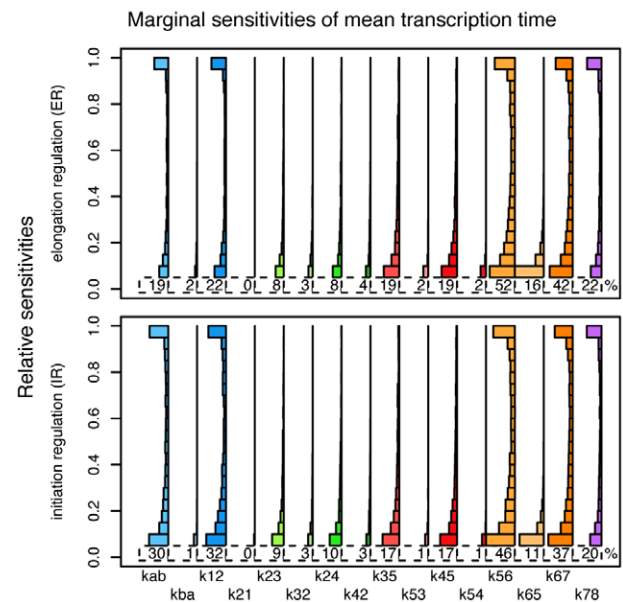 Marginal sensitivities of mean transcription time
Relative sensitivities
elongation regulation (ER)
1.0
0.8
0.6
0.4
0.2
0.0
19 2 22 0 8 3 8 4 19 2 19 2 52 16 42 22 %
initiation regulation (IR)
1.0
0.8
0.6
0.4
0.2
0.0
30 1 32 0 9 3 10 3 17 1 17 1 46 11 37 20 %
kab k12 k23 k24 k35 k45 k56 k67
kba k21 k32 k42 k53 k54 k65 k78